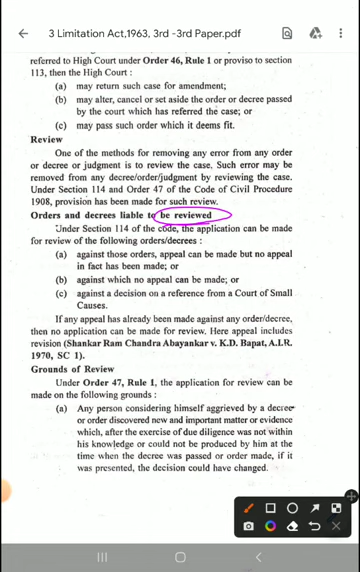 3 Limitation Act,1963, 3rd -3rd Paper.pdf
referred to High Court under Order 46, Rule 1 or proviso to section
113, then the High Court :
(a) may return such case for amendment;
(b) may alter, cancel or set aside the order or decree passed
by the court which has referred the case; or
(c) may pass such order which it deems fit.
Review
One of the methods for removing any error from any order
or decree or judgment is to review the case. Such error may be
removed from any decree/order/judgment by reviewing the case.
Under Section 114 and Order 47 of the Code of Civil Procedure
1908, provision has been made for such review.
Orders and decrees liable to be reviewed
Under Section 114 of the code, the application can be made
for review of the following orders/decrees :
(a) against those orders, appeal can be made but no appeal
in fact has been made; or
(b) against which no appeal can be made; or
(c) against a decision on a reference from a Court of Small
Causes.
If any appeal has already been made against any order/decree,
then no application can be made for review. Here appeal includes
revision (Shankar Ram Chandra Abayankar v. K.D. Bapat, A.I.R.
1970, SC 1).
Grounds of Review
Under Order 47, Rule 1, the application for review can be
made on the following grounds :
(a) Any person considering himself aggrieved by a decree
or order discovered new and important matter or evidence
which, after the exercise of due diligence was not within
his knowledge or could not be produced by him at the
time when the decree was passed or order made, if it
was presented, the decision could have changed.